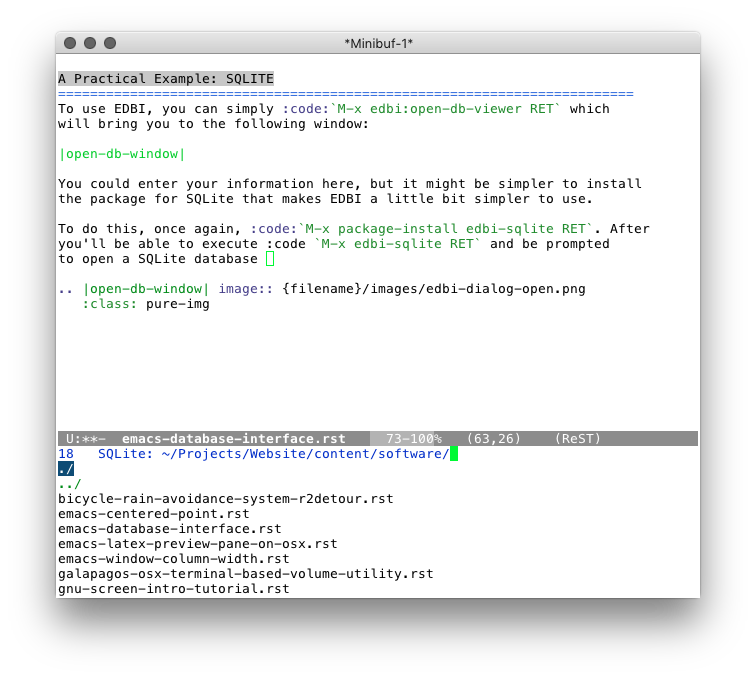 *Minibuf-1*
A Practical Example: SQLITE
========================================================================
To use EDBI, you can simply :code:`M-x edbi:open-db-viewer RET` which
will bring you to the following window:
|open-db-window|
You could enter your information here, but it might be simpler to install
the package for SQLite that makes EDBI a little bit simpler to use.
To do this, once again, :code:`M-x package-install edbi-sqlite RET`. After
you'll be able to execute :code `M-x edbi-sqlite RET` and be prompted
to open a SQLite database
.. |open-db-window| image:: {filename}/images/edbi-dialog-open.png
:class: pure-img
U:**- emacs-database-interface.rst 73-100% (63,26) (ReST)
18 SQLite: ~/Projects/Website/content/software/
./
../
bicycle-rain-avoidance-system-r2detour.rst
emacs-centered-point.rst
emacs-database-interface.rst
emacs-latex-preview-pane-on-osx.rst
emacs-window-column-width.rst
galapagos-osx-terminal-based-volume-utility.rst
gnu-screen-intro-tutorial.rst